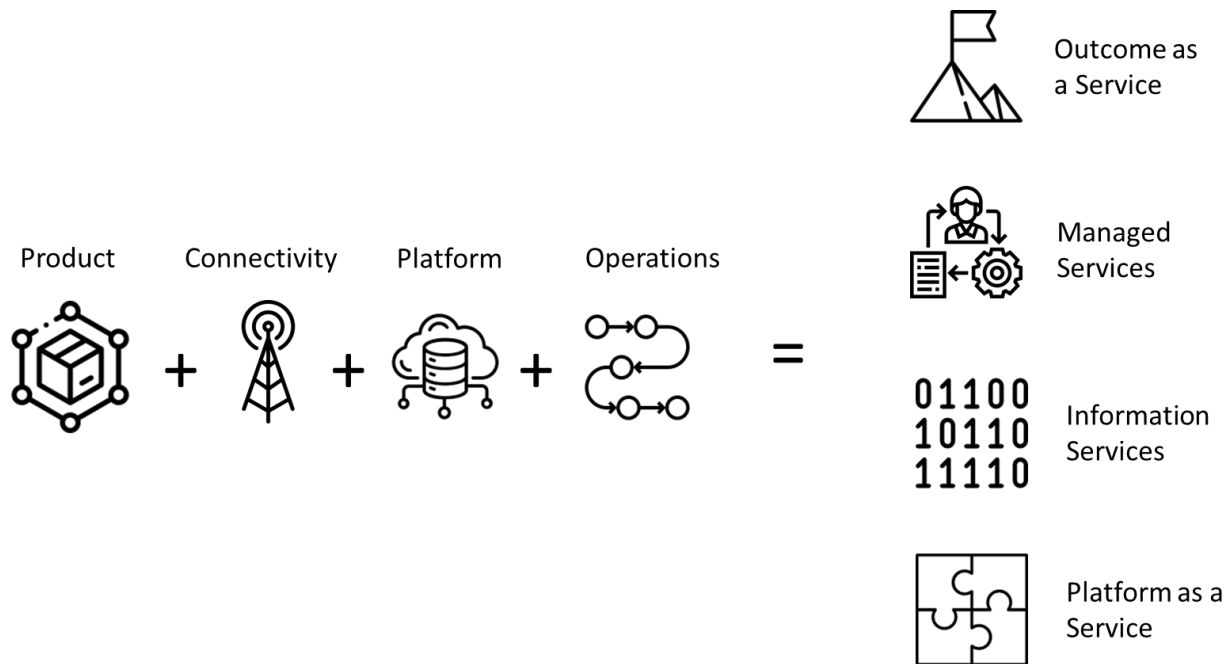 Outcome as
a Service
Product
Connectivity
Platform
Operations
Managed
Services
+
+
+
=
01100
10110
11110
Information
Services
Platform as a
Service